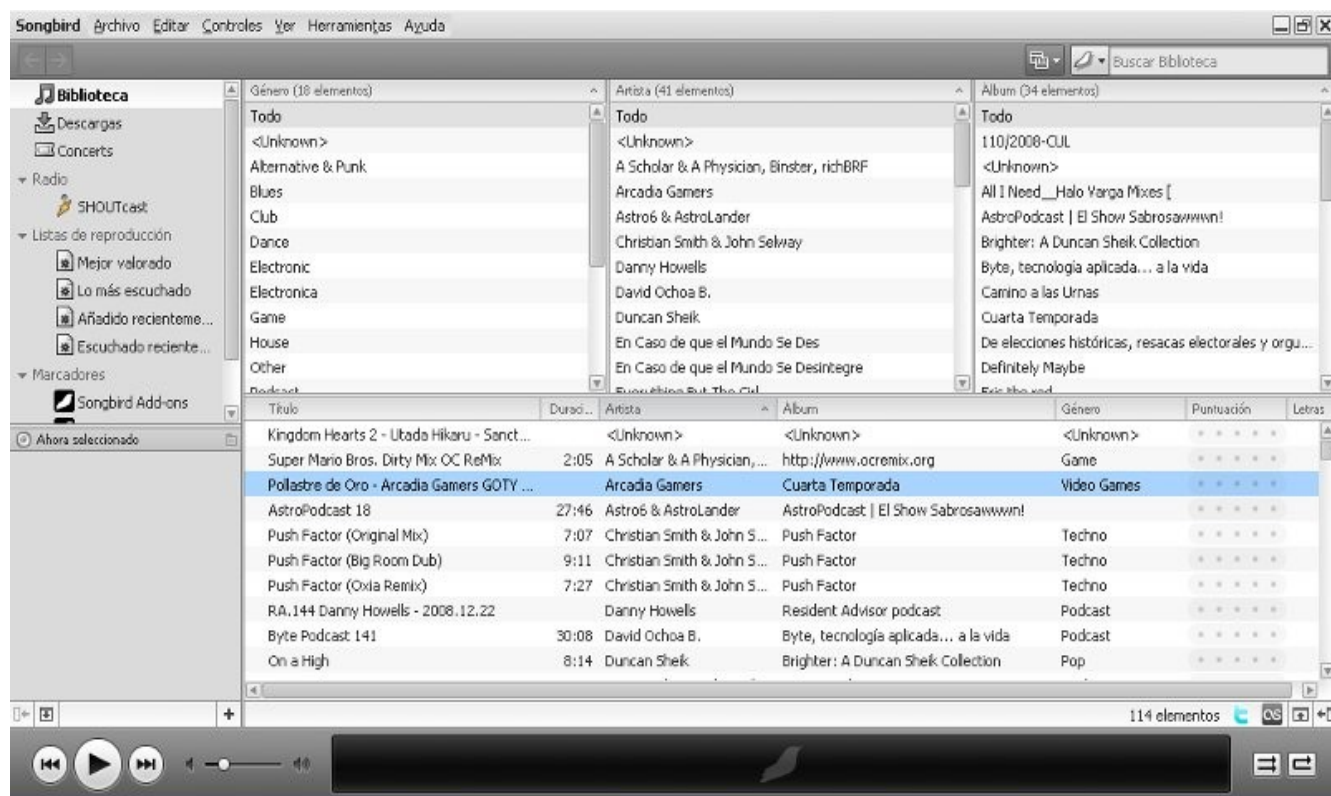 Songbird Archivo Editar Controles Ver Herramientas Ayuda
Buscar Biblioteca
Biblioteca
Descargas
Concerts
Radio
SHOUTcast
Listas de reproducción
Mejor valorado
Lo más escuchado
Añadido recienteme...
Escuchado reciente...
Marcadores
Songbird Add-ons
Ahora seleccionado
Género (18 elementos)
Todo
<Unknown>
Alternative & Punk
Blues
Club
Dance
Electronic
Electronica
Game
House
Other
Podcast
Artista (41 elementos)
Todo
<Unknown>
A Scholar & A Physician, Binster, richBRF
Arcadia Gamers
Astro6 & AstroLander
Christian Smith & John Selway
Danny Howells
David Ochoa B.
Duncan Sheik
En Caso de que el Mundo Se Des
En Caso de que el Mundo Se Desintegre
Everything But The Girl
Álbum (34 elementos)
Todo
110/2008-CUL
<Unknown>
All I Need__Halo Varga Mixes [
AstroPodcast | El Show Sabrosawwwn!
Brighter: A Duncan Sheik Collection
Byte, tecnología aplicada... a la vida
Camino a las Urnas
Cuarta Temporada
De elecciones históricas, resacas electorales y orgu...
Definitely Maybe
Eric the red
Título Duraci... Artista Álbum Género Puntuación Letras
Kingdom Hearts 2 - Utada Hikaru - Sanct... <Unknown> <Unknown> <Unknown>
Super Mario Bros. Dirty Mix OC ReMix 2:05 A Scholar & A Physician,... http://www.ocremix.org Game
Pollastre de Oro - Arcadia Gamers GOTY ... Arcadia Gamers Cuarta Temporada Video Games
AstroPodcast 18 27:46 Astro6 & AstroLander AstroPodcast | El Show Sabrosawwwn!
Push Factor (Original Mix) 7:07 Christian Smith & John S... Push Factor Techno
Push Factor (Big Room Dub) 9:11 Christian Smith & John S... Push Factor Techno
Push Factor (Oxia Remix) 7:27 Christian Smith & John S... Push Factor Techno
RA.144 Danny Howells - 2008.12.22 Danny Howells Resident Advisor podcast Podcast
Byte Podcast 141 30:08 David Ochoa B. Byte, tecnología aplicada... a la vida Podcast
On a High 8:14 Duncan Sheik Brighter: A Duncan Sheik Collection Pop
114 elementos